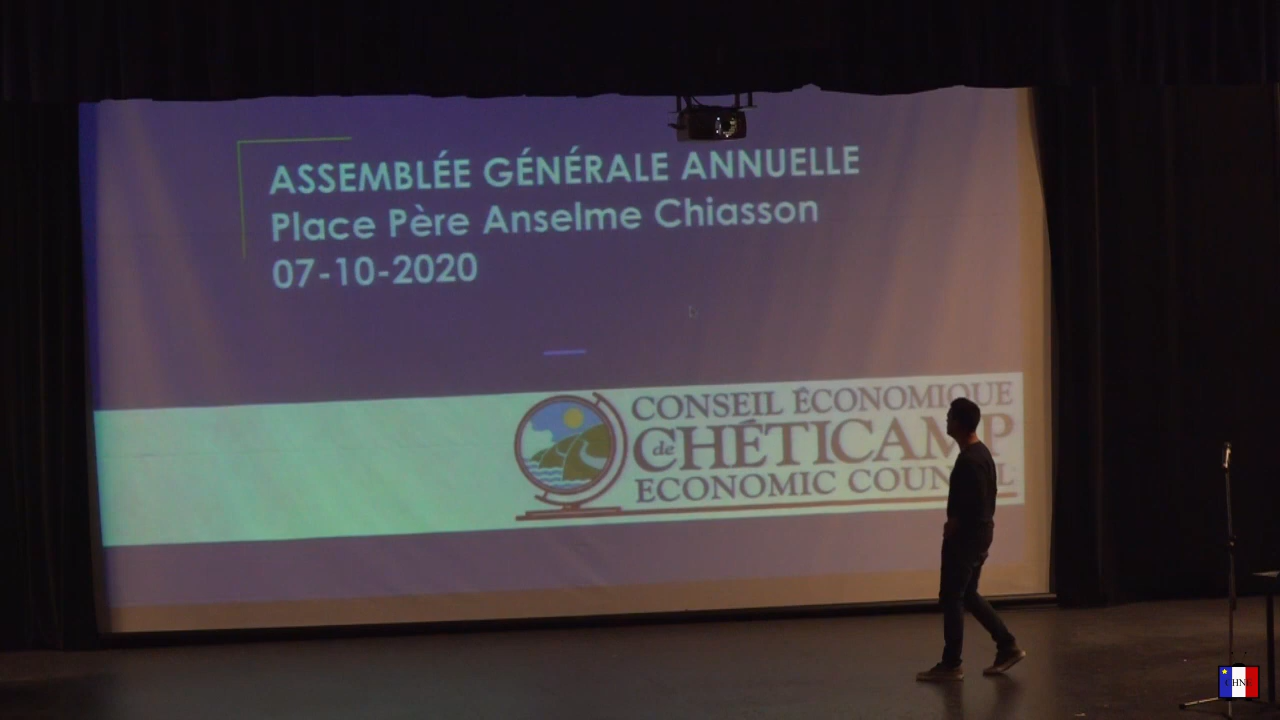 ASSEMBLÉE GÉNÉRALE ANNUELLE
Place Père Anselme Chiasson
07-10-2020
CONSEIL ÉCONOMIQUE
de CHÉTICAMP
ECONOMIC COUNCIL